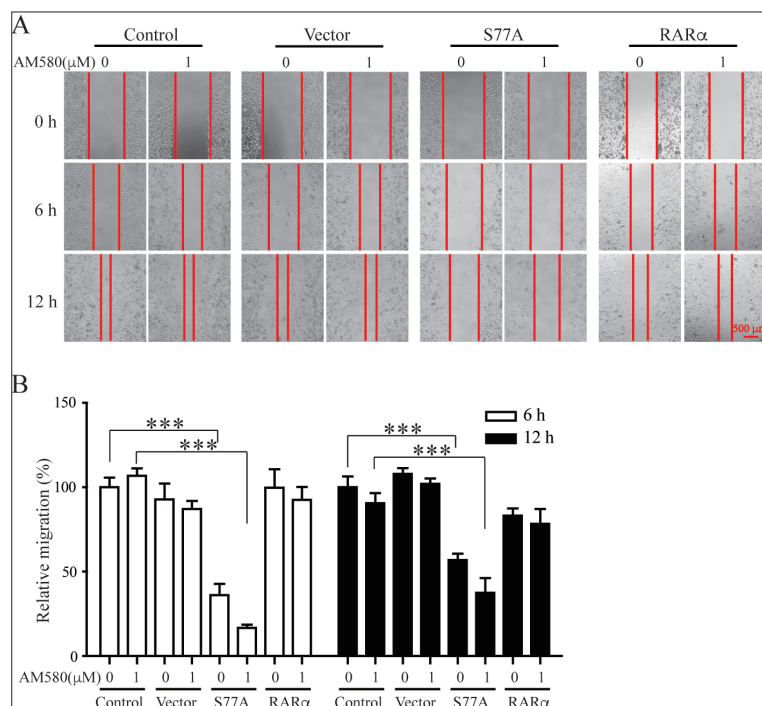 A
Control Vector S77A RARα
AM580(μM) 0 1 0 1 0 1 0 1
0 h
6 h
12 h
500 μm
B
150
100
50
0
Relative migration (%)
*** *** *** ***
6 h
12 h
AM580(μM) 0 1 0 1 0 1 0 1 0 1 0 1 0 1 0 1
Control Vector S77A RARα Control Vector S77A RARα